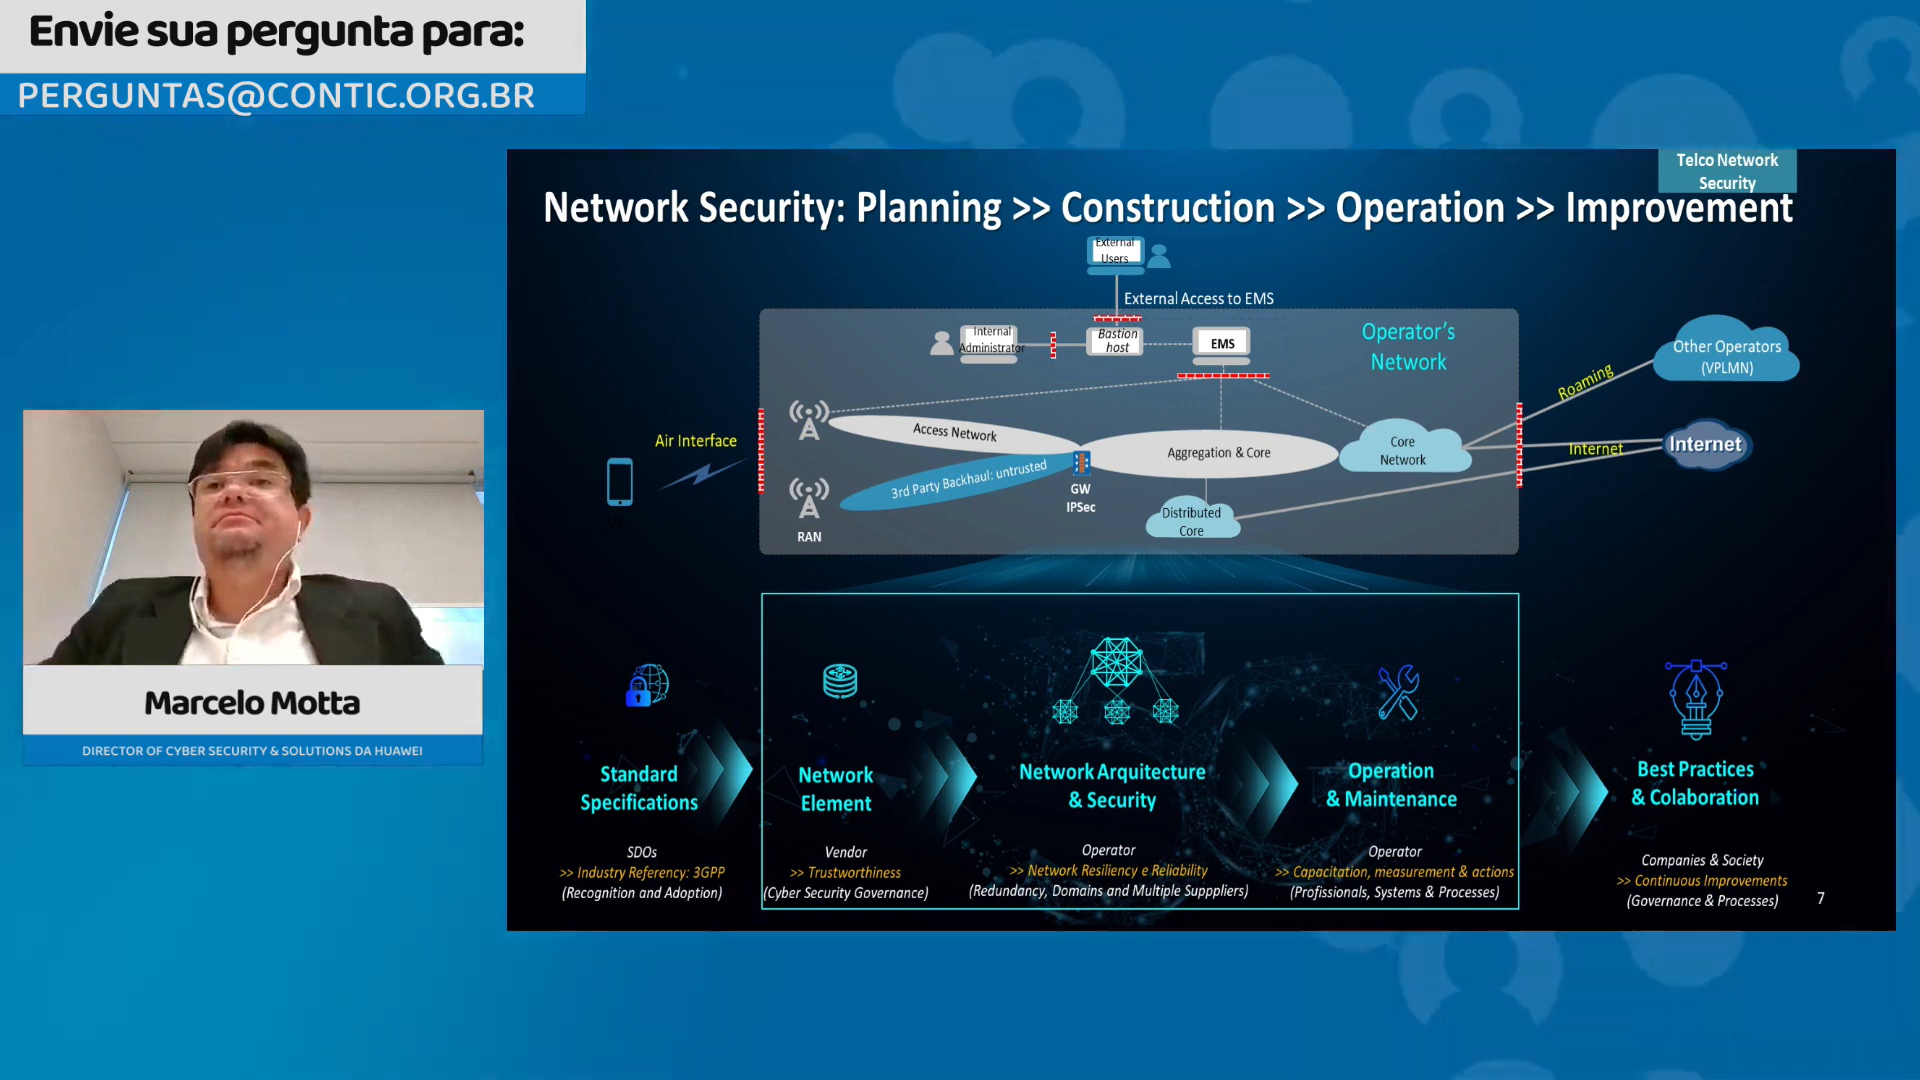 Envie sua pergunta para:
PERGUNTAS@CONTIC.ORG.BR
Telco Network
Security
Network Security: Planning >> Construction >> Operation >> Improvement
External
Users
External Access to EMS
Internal
Administrator
Bastion
host
EMS
Operator's
Network
Other Operators
(VPLMN)
Roaming
Air Interface
Access Network
Aggregation & Core
Core
Network
Internet
Internet
3rd Party Backhaul: untrusted
GW
IPSec
Distributed
Core
RAN
Marcelo Motta
DIRECTOR OF CYBER SECURITY & SOLUTIONS DA HUAWEI
Standard
Specifications
SDOs
>> Industry Referency: 3GPP
(Recognition and Adoption)
Network
Element
Vendor
>> Trustworthiness
(Cyber Security Governance)
Network Arquitecture
& Security
Operator
>> Network Resiliency e Reliability
(Redundancy, Domains and Multiple Supppliers)
Operation
& Maintenance
Operator
>> Capacitation, measurement & actions
(Profissionals, Systems & Processes)
Best Practices
& Colaboration
Companies & Society
>> Continuous Improvements
(Governance & Processes)
7